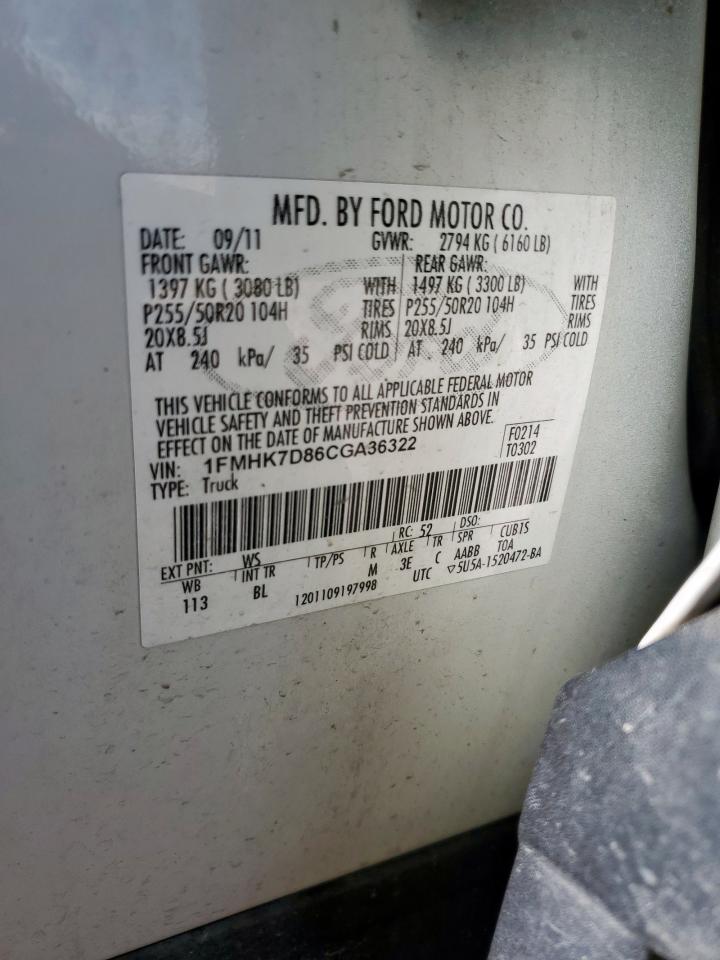 MFD. BY FORD MOTOR CO.
DATE: 09/11 GVWR: 2794 KG ( 6160 LB)
FRONT GAWR: REAR GAWR:
1397 KG ( 3080 LB) WITH 1497 KG ( 3300 LB) WITH
P255/50R20 104H TIRES P255/50R20 104H TIRES
20X8.5J RIMS 20X8.5J RIMS
AT 240 kPa/ 35 PSI COLD AT 240 kPa/ 35 PSI COLD
THIS VEHICLE CONFORMS TO ALL APPLICABLE FEDERAL MOTOR
VEHICLE SAFETY AND THEFT PREVENTION STANDARDS IN
EFFECT ON THE DATE OF MANUFACTURE SHOWN ABOVE.
VIN: 1FMHK7D86CGA36322 F0214
TYPE: Truck T0302
EXT PNT: WS RC: 52 DSO:
WB INT TR TP/PS R AXLE TR SPR CUB1S
113 BL M 3E C AABB TOA
1201109197998 UTC ▽5U5A-1520472-BA